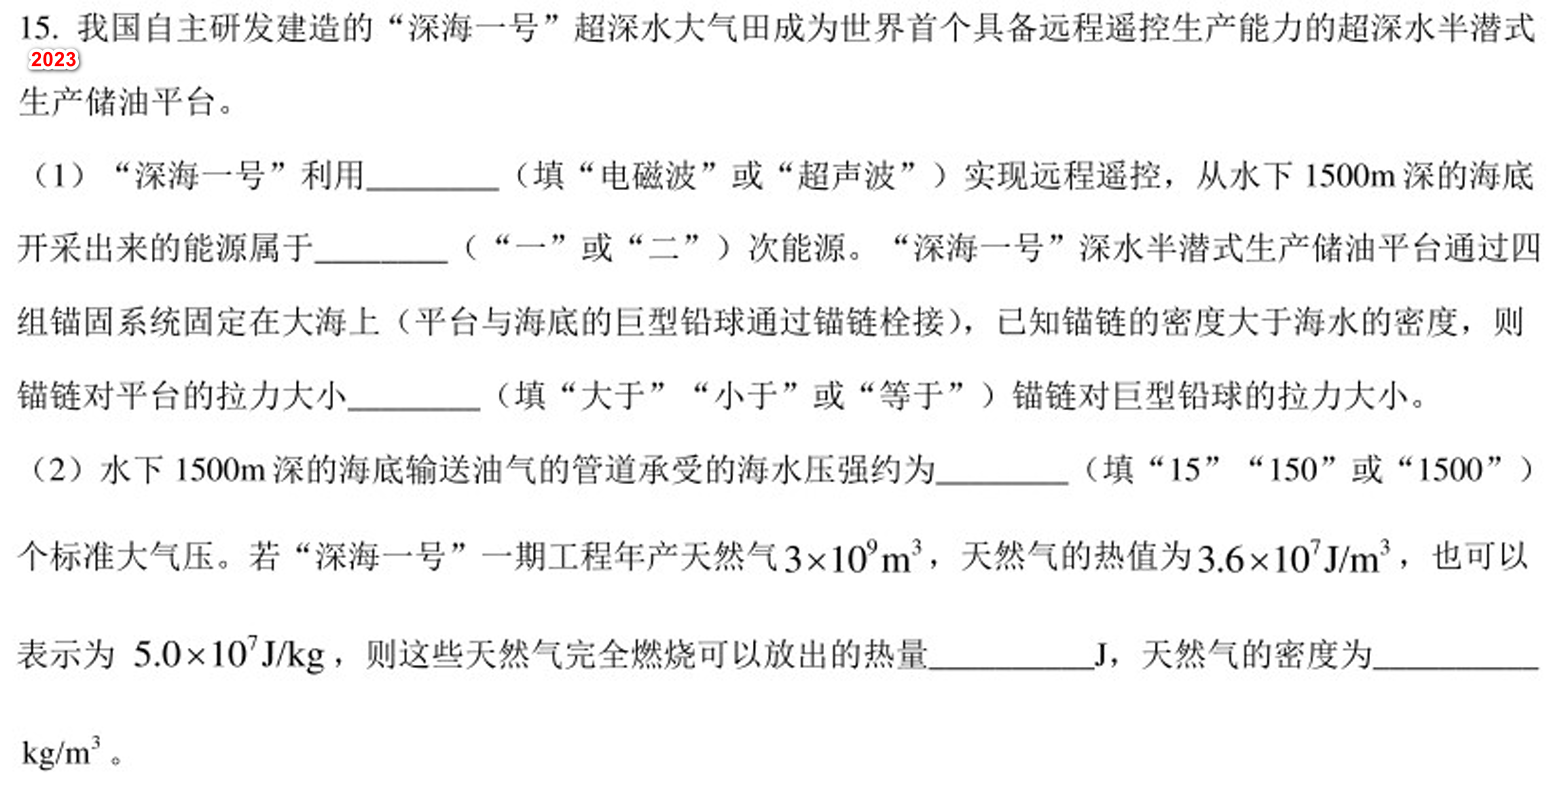 15. 我国自主研发建造的“深海一号”超深水大气田成为世界首个具备远程遥控生产能力的超深水半潜式
2023
生产储油平台。
（1）“深海一号”利用________（填“电磁波”或“超声波”）实现远程遥控，从水下 1500m 深的海底
开采出来的能源属于________（“一”或“二”）次能源。“深海一号”深水半潜式生产储油平台通过四
组锚固系统固定在大海上（平台与海底的巨型铅球通过锚链栓接），已知锚链的密度大于海水的密度，则
锚链对平台的拉力大小________（填“大于”“小于”或“等于”）锚链对巨型铅球的拉力大小。
（2）水下 1500m 深的海底输送油气的管道承受的海水压强约为________（填“15”“150”或“1500”）
个标准大气压。若“深海一号”一期工程年产天然气 3×10⁹m³，天然气的热值为 3.6×10⁷J/m³，也可以
表示为 5.0×10⁷J/kg，则这些天然气完全燃烧可以放出的热量__________J，天然气的密度为__________
kg/m³。